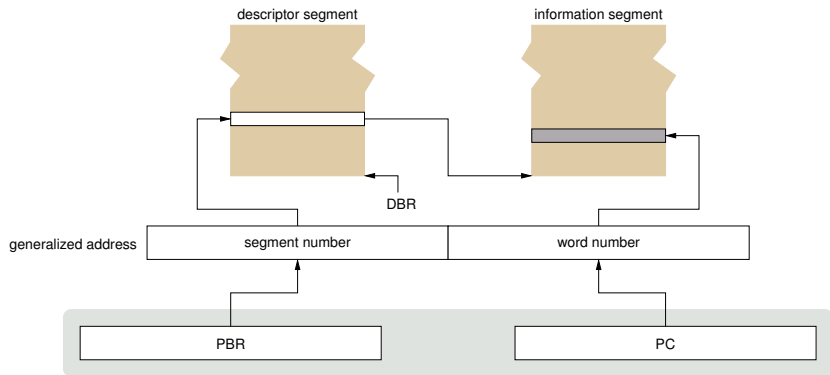 descriptor segment
information segment
DBR
generalized address
segment number
word number
PBR
PC